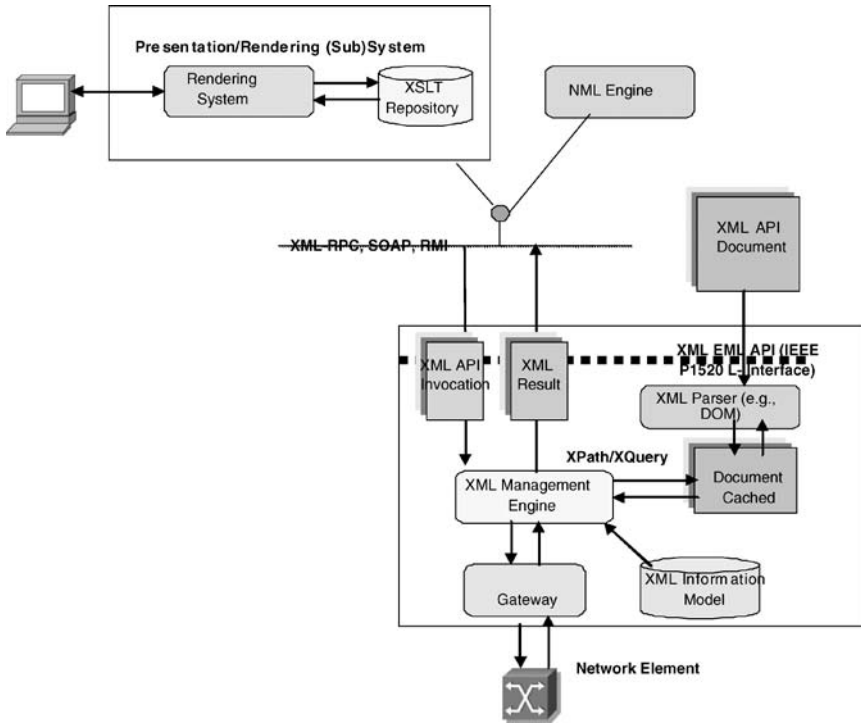 Presentation/Rendering (Sub)System
Rendering
System
XSLT
Repository
NML Engine
XML API
Document
XML-RPC, SOAP, RMI
XML API
Invocation
XML
Result
XML EML API (IEEE
P1520 L- Interface)
XML Parser (e.g.,
DOM)
XPath/XQuery
XML Management
Engine
Document
Cached
Gateway
XML Information
Model
Network Element